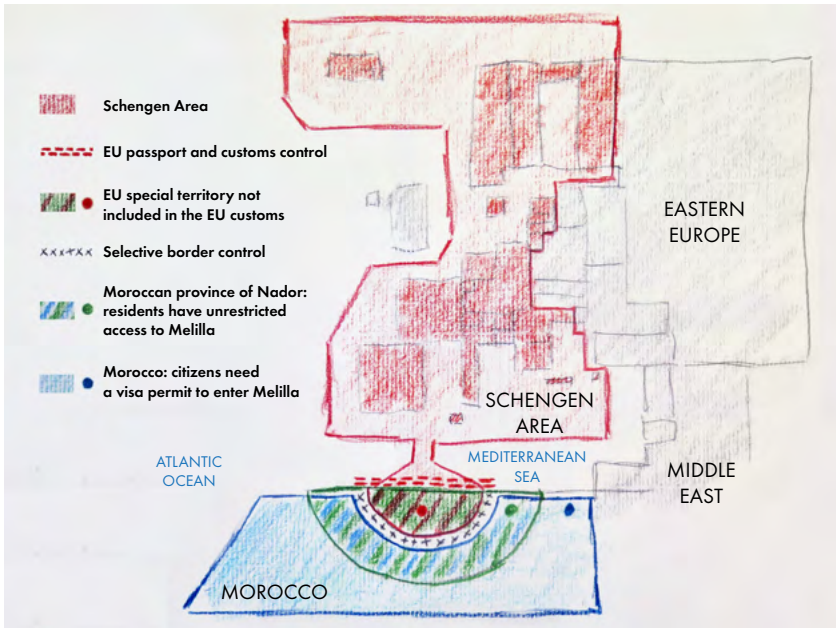 Schengen Area
EU passport and customs control
EU special territory not
included in the EU customs
Selective border control
Moroccan province of Nador:
residents have unrestricted
access to Melilla
Morocco: citizens need
a visa permit to enter Melilla
EASTERN
EUROPE
SCHENGEN
AREA
ATLANTIC
OCEAN
MEDITERRANEAN
SEA
MIDDLE
EAST
MOROCCO